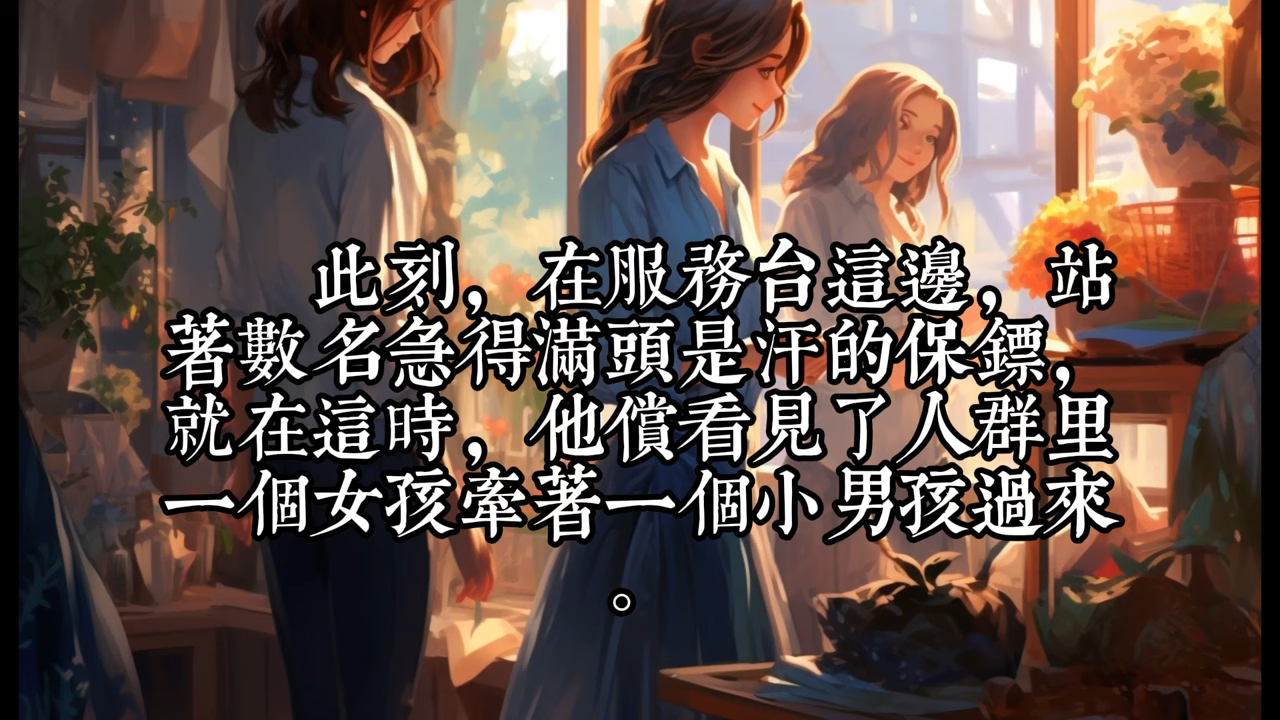 此刻，在服務台這邊，站
著數名急得滿頭是汗的保鏢，
就在這時，他償看見了人群里
一個女孩牽著一個小男孩過來
。